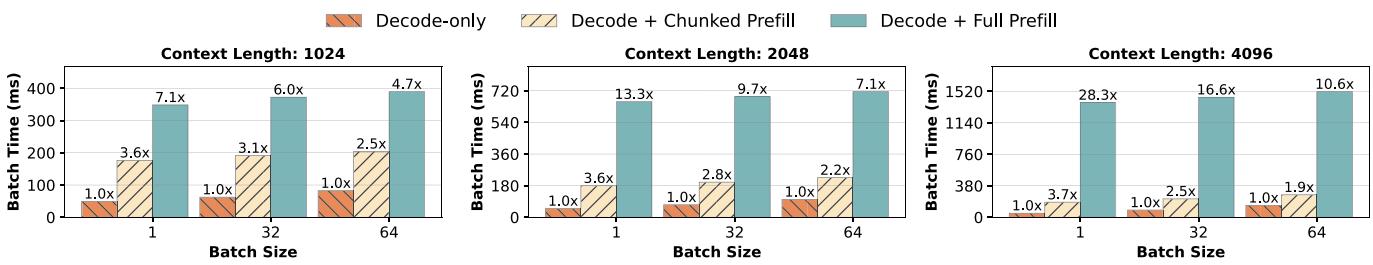 Decode-only Decode + Chunked Prefill Decode + Full Prefill
Context Length: 1024
Batch Time (ms)
400
300
200
100
0
1.0x 3.6x 7.1x
1.0x 3.1x 6.0x
1.0x 2.5x 4.7x
1 32 64
Batch Size
Context Length: 2048
Batch Time (ms)
720
540
360
180
0
1.0x 3.6x 13.3x
1.0x 2.8x 9.7x
1.0x 2.2x 7.1x
1 32 64
Batch Size
Context Length: 4096
Batch Time (ms)
1520
1140
760
380
0
1.0x 3.7x 28.3x
1.0x 2.5x 16.6x
1.0x 1.9x 10.6x
1 32 64
Batch Size